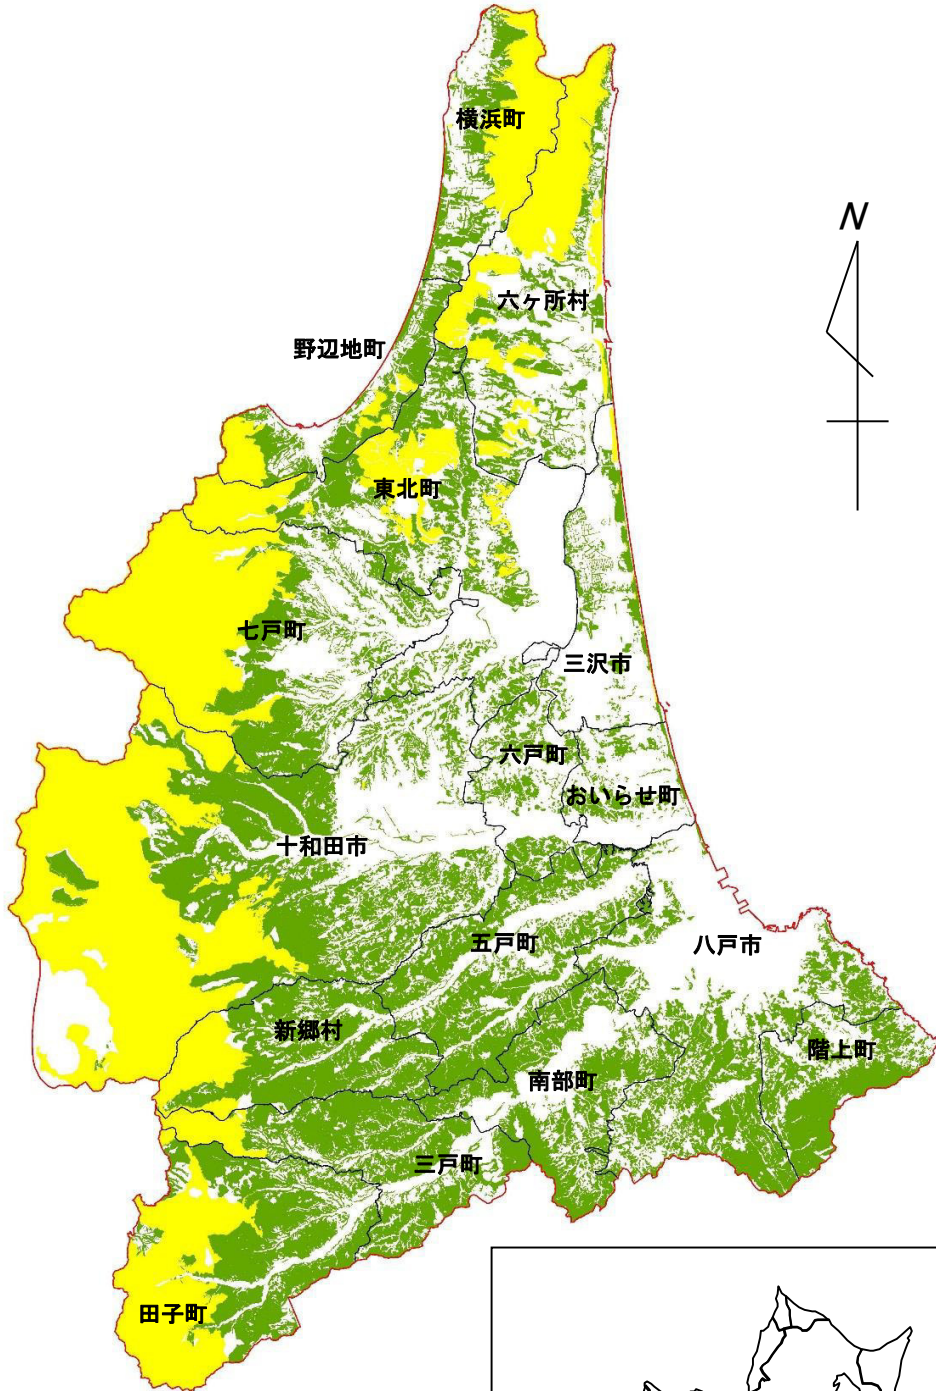 横浜町
N
六ヶ所村
野辺地町
東北町
七戸町
三沢市
六戸町
おいらせ町
十和田市
五戸町
八戸市
新郷村
階上町
南部町
三戸町
田子町